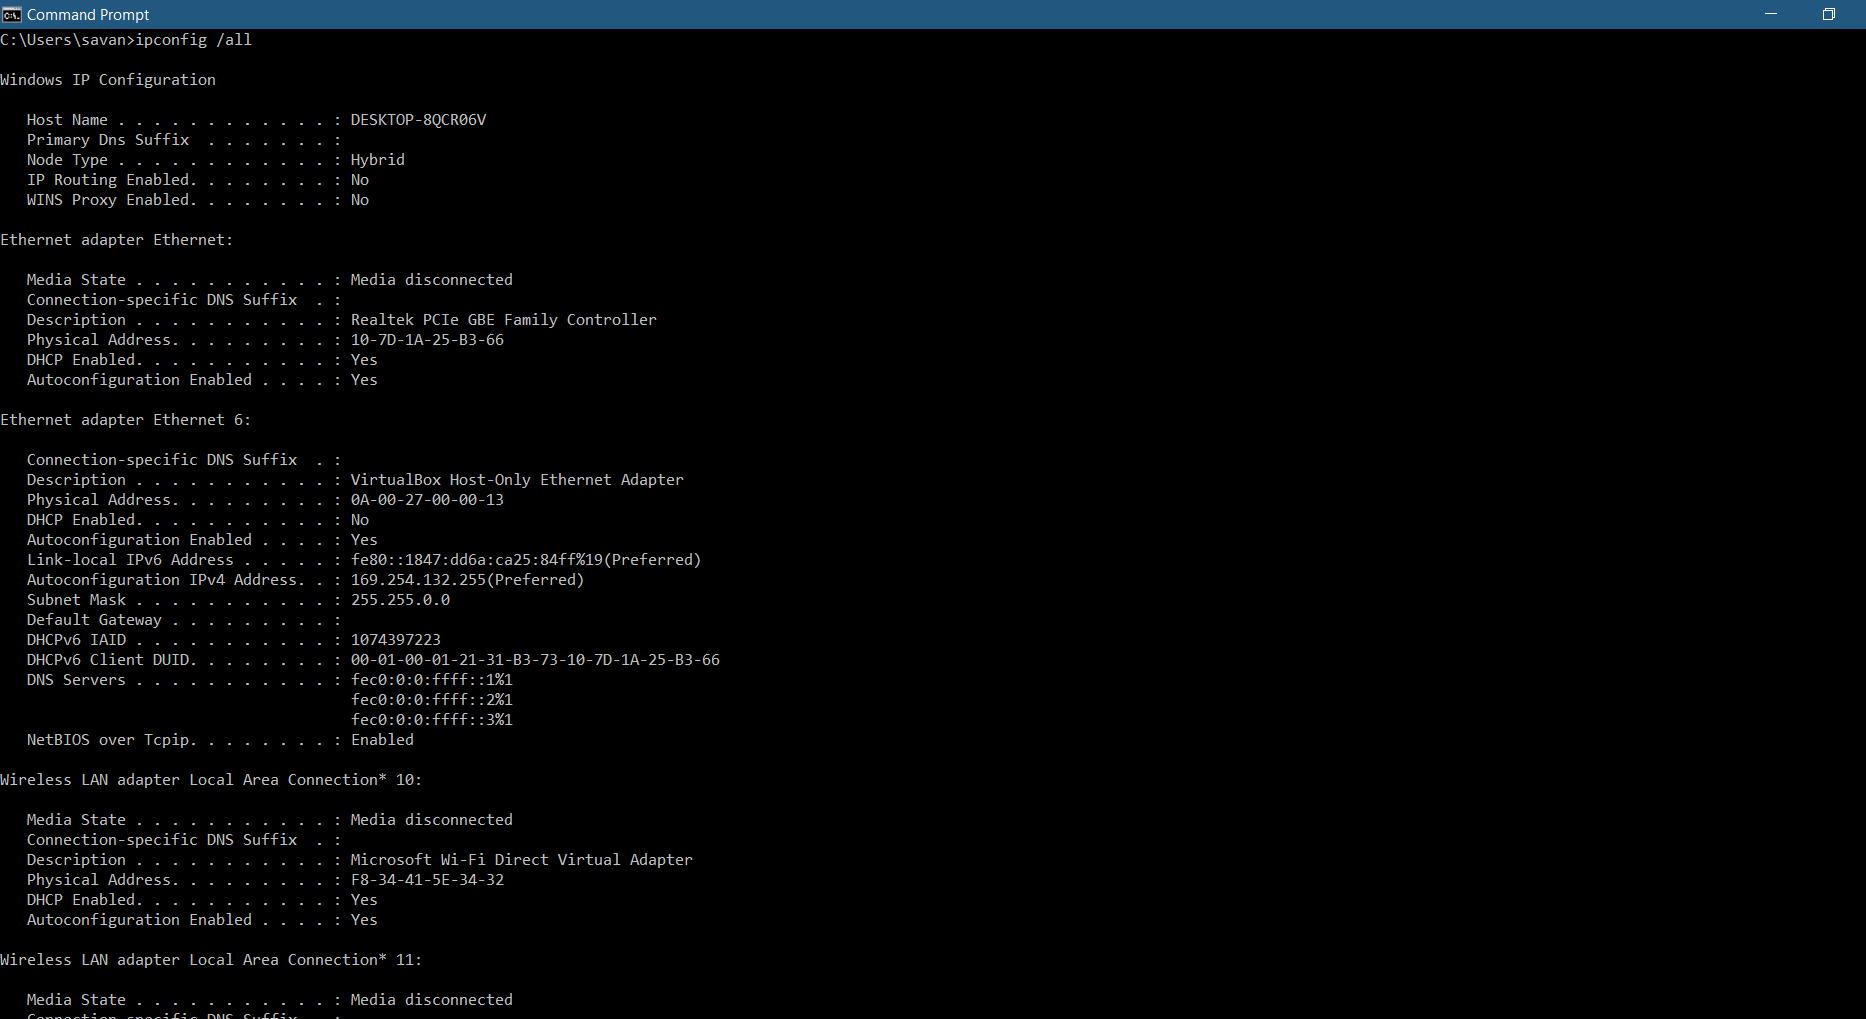 Command Prompt
C:\Users\savan>ipconfig /all
Windows IP Configuration
   Host Name . . . . . . . . . . . . : DESKTOP-8QCR06V
   Primary Dns Suffix  . . . . . . . :
   Node Type . . . . . . . . . . . . : Hybrid
   IP Routing Enabled. . . . . . . . : No
   WINS Proxy Enabled. . . . . . . . : No
Ethernet adapter Ethernet:
   Media State . . . . . . . . . . . : Media disconnected
   Connection-specific DNS Suffix  . :
   Description . . . . . . . . . . . : Realtek PCIe GBE Family Controller
   Physical Address. . . . . . . . . : 10-7D-1A-25-B3-66
   DHCP Enabled. . . . . . . . . . . : Yes
   Autoconfiguration Enabled . . . . : Yes
Ethernet adapter Ethernet 6:
   Connection-specific DNS Suffix  . :
   Description . . . . . . . . . . . : VirtualBox Host-Only Ethernet Adapter
   Physical Address. . . . . . . . . : 0A-00-27-00-00-13
   DHCP Enabled. . . . . . . . . . . : No
   Autoconfiguration Enabled . . . . : Yes
   Link-local IPv6 Address . . . . . : fe80::1847:dd6a:ca25:84ff%19(Preferred)
   Autoconfiguration IPv4 Address. . : 169.254.132.255(Preferred)
   Subnet Mask . . . . . . . . . . . : 255.255.0.0
   Default Gateway . . . . . . . . . :
   DHCPv6 IAID . . . . . . . . . . . : 1074397223
   DHCPv6 Client DUID. . . . . . . . : 00-01-00-01-21-31-B3-73-10-7D-1A-25-B3-66
   DNS Servers . . . . . . . . . . . : fec0:0:0:ffff::1%1
                                       fec0:0:0:ffff::2%1
                                       fec0:0:0:ffff::3%1
   NetBIOS over Tcpip. . . . . . . . : Enabled
Wireless LAN adapter Local Area Connection* 10:
   Media State . . . . . . . . . . . : Media disconnected
   Connection-specific DNS Suffix  . :
   Description . . . . . . . . . . . : Microsoft Wi-Fi Direct Virtual Adapter
   Physical Address. . . . . . . . . : F8-34-41-5E-34-32
   DHCP Enabled. . . . . . . . . . . : Yes
   Autoconfiguration Enabled . . . . : Yes
Wireless LAN adapter Local Area Connection* 11:
   Media State . . . . . . . . . . . : Media disconnected
   Connection-specific DNS Suffix  . :